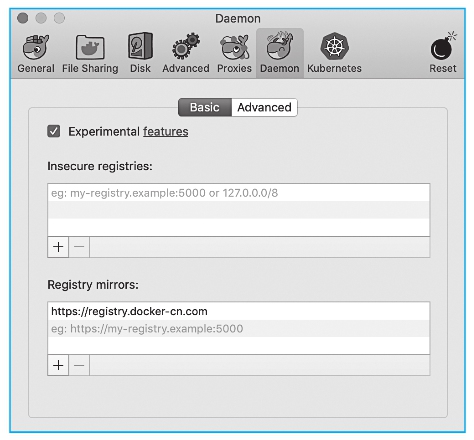 Daemon
General File Sharing Disk Advanced Proxies Daemon Kubernetes Reset
Basic Advanced
Experimental features
Insecure registries:
eg: my-registry.example:5000 or 127.0.0.0/8
+ −
Registry mirrors:
https://registry.docker-cn.com
eg: https://my-registry.example:5000
+ −